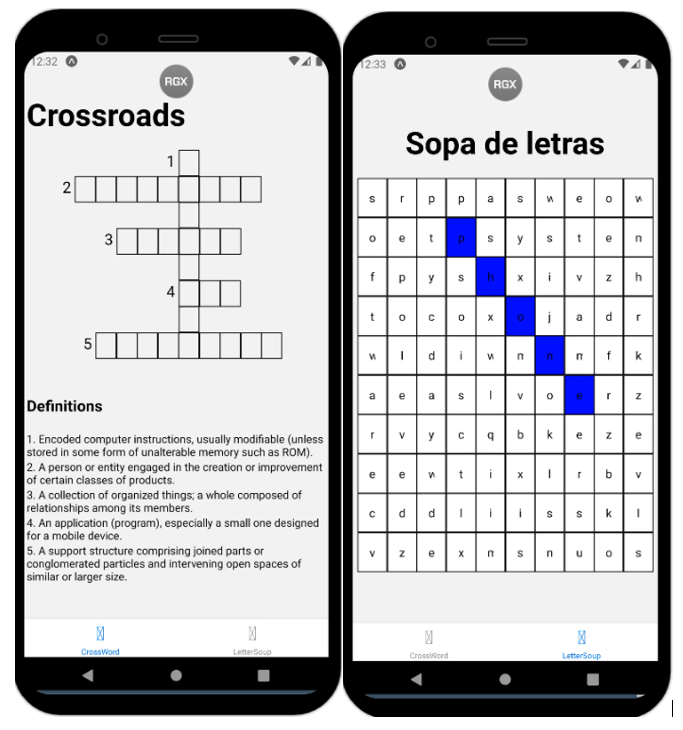 12:32
RGX
Crossroads
1
2
3
4
5
Definitions
1. Encoded computer instructions, usually modifiable (unless
stored in some form of unalterable memory such as ROM).
2. A person or entity engaged in the creation or improvement
of certain classes of products.
3. A collection of organized things; a whole composed of
relationships among its members.
4. An application (program), especially a small one designed
for a mobile device.
5. A support structure comprising joined parts or
conglomerated particles and intervening open spaces of
similar or larger size.
CrossWord LetterSoup
12:33
RGX
Sopa de letras
s r p p a s w e o w
o e t p s y s t e n
f p y s h x i v z h
t o c o x o j a d r
w l d i w n n m f k
a e a s l v o e r z
r v y c q b k e z e
e e w t i x l r b v
c d d l i i s s k l
v z e x m s n u o s
CrossWord LetterSoup